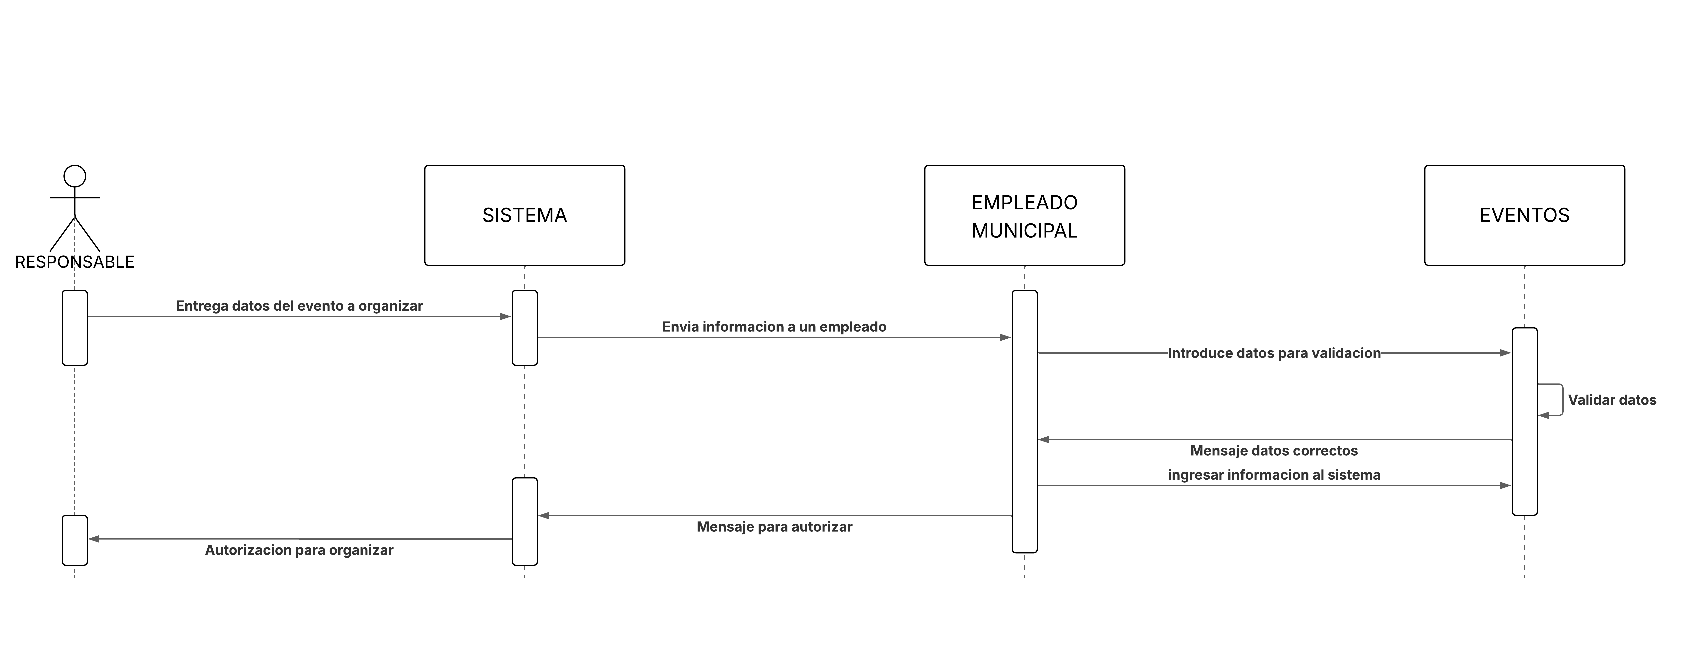 RESPONSABLE
SISTEMA
EMPLEADO
MUNICIPAL
EVENTOS
Entrega datos del evento a organizar
Envia informacion a un empleado
Introduce datos para validacion
Validar datos
Mensaje datos correctos
ingresar informacion al sistema
Mensaje para autorizar
Autorizacion para organizar